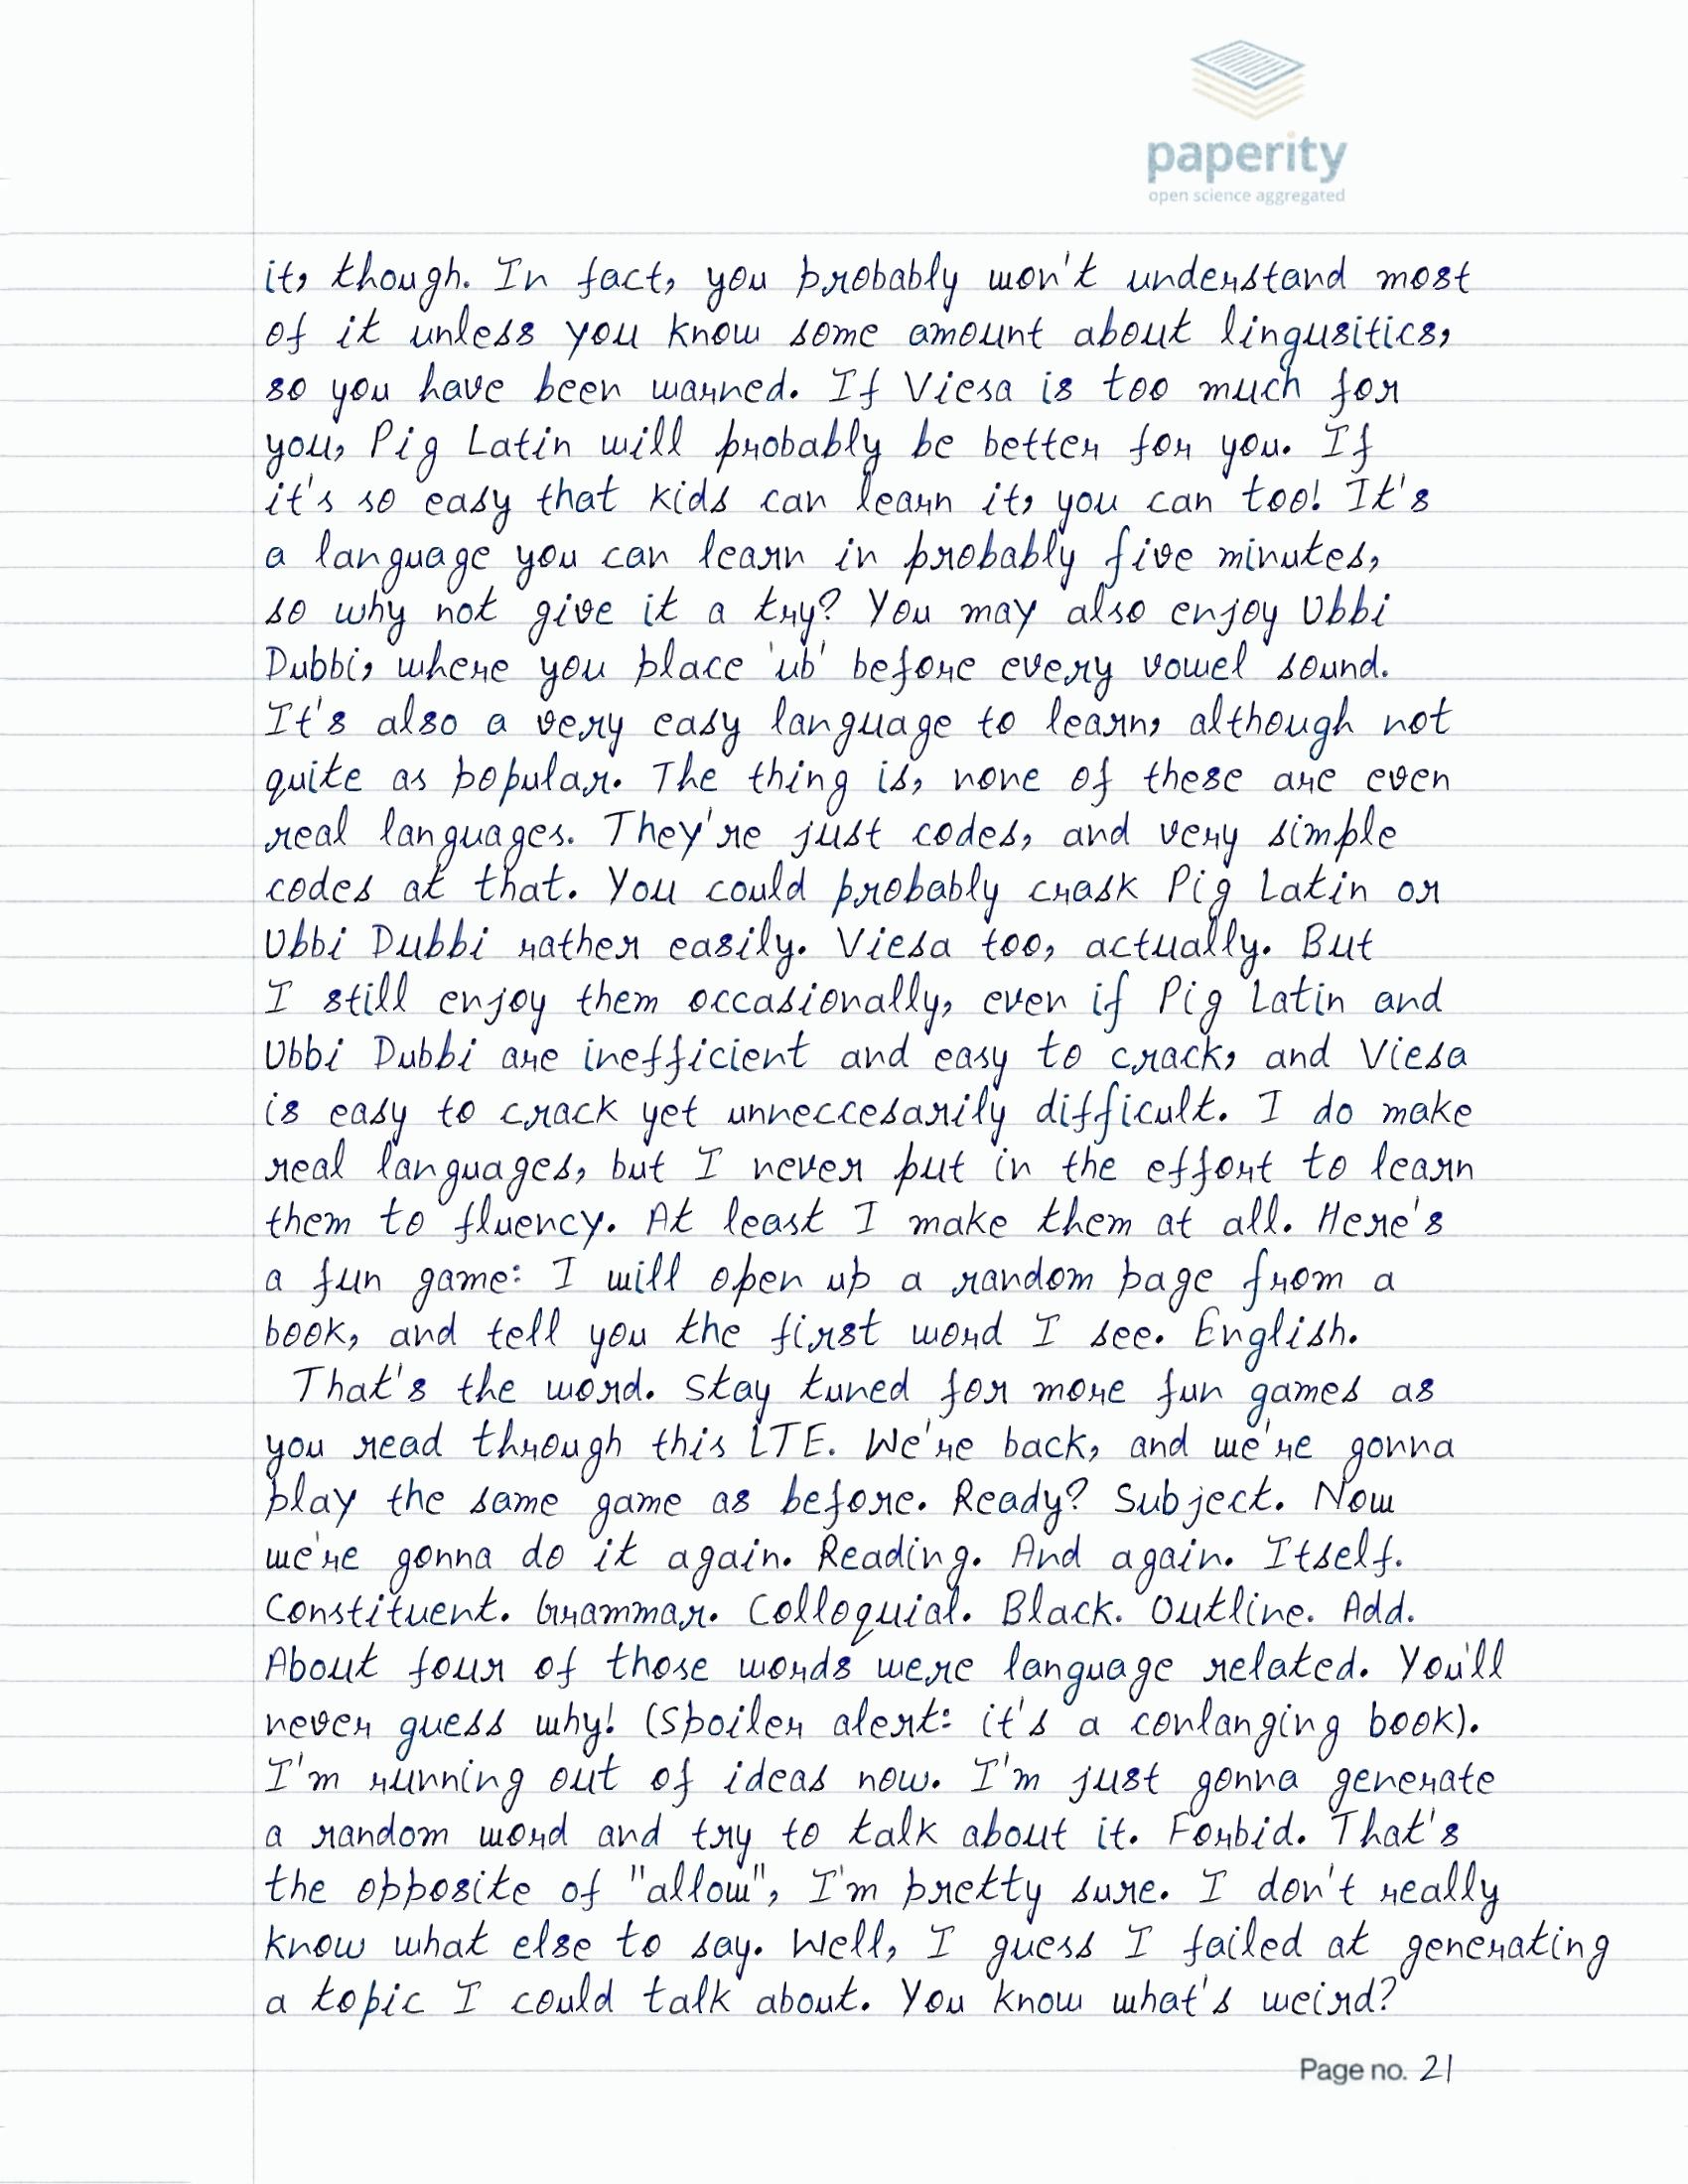 paperity
open science aggregated
it, though. In fact, you probably won't understand most
of it unless you know some amount about lingusitics,
so you have been warned. If Viesa is too much for
you, Pig Latin will probably be better for you. If
it's so easy that kids can learn it, you can too! It's
a language you can learn in probably five minutes,
so why not give it a try? You may also enjoy Ubbi
Dubbi, where you place 'ub' before every vowel sound.
It's also a very easy language to learn, although not
quite as popular. The thing is, none of these are even
real languages. They're just codes, and very simple
codes at that. You could probably crask Pig Latin or
Ubbi Dubbi rather easily. Viesa too, actually. But
I still enjoy them occasionally, even if Pig Latin and
Ubbi Dubbi are inefficient and easy to crack, and Viesa
is easy to crack yet unneccesarily difficult. I do make
real languages, but I never put in the effort to learn
them to fluency. At least I make them at all. Here's
a fun game: I will open up a random page from a
book, and tell you the first word I see. English.
That's the word. Stay tuned for more fun games as
you read through this LTE. We're back, and we're gonna
play the same game as before. Ready? Subject. Now
we're gonna do it again. Reading. And again. Itself.
Constituent. Grammar. Colloquial. Black. Outline. Add.
About four of those words were language related. You'll
never guess why! (Spoiler alert: it's a conlanging book).
I'm running out of ideas now. I'm just gonna generate
a random word and try to talk about it. Forbid. That's
the opposite of "allow", I'm pretty sure. I don't really
know what else to say. Well, I guess I failed at generating
a topic I could talk about. You know what's weird?
Page no. 21